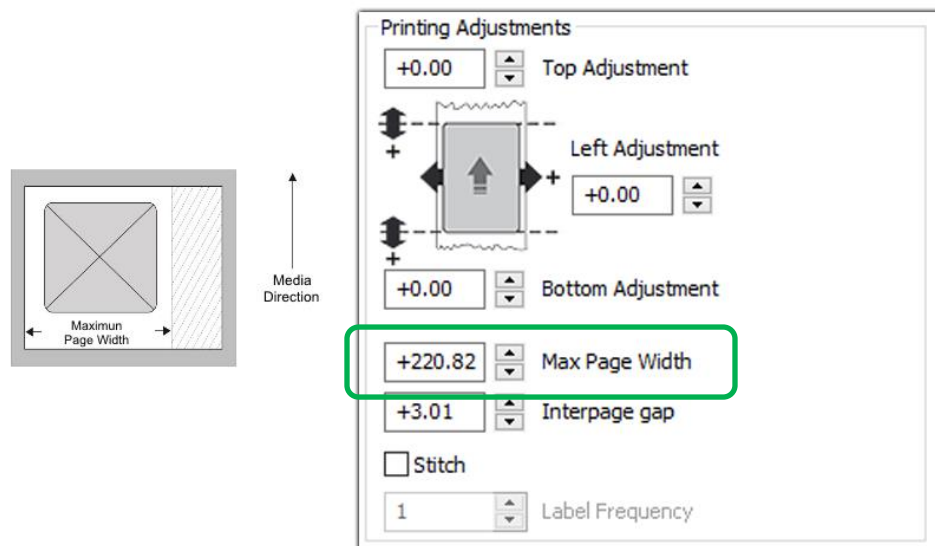 Printing Adjustments
+0.00 Top Adjustment
+
Left Adjustment
+
+0.00
+
+0.00 Bottom Adjustment
+220.82 Max Page Width
+3.01 Interpage gap
Stitch
1 Label Frequency
Media
Direction
Maximun
Page Width